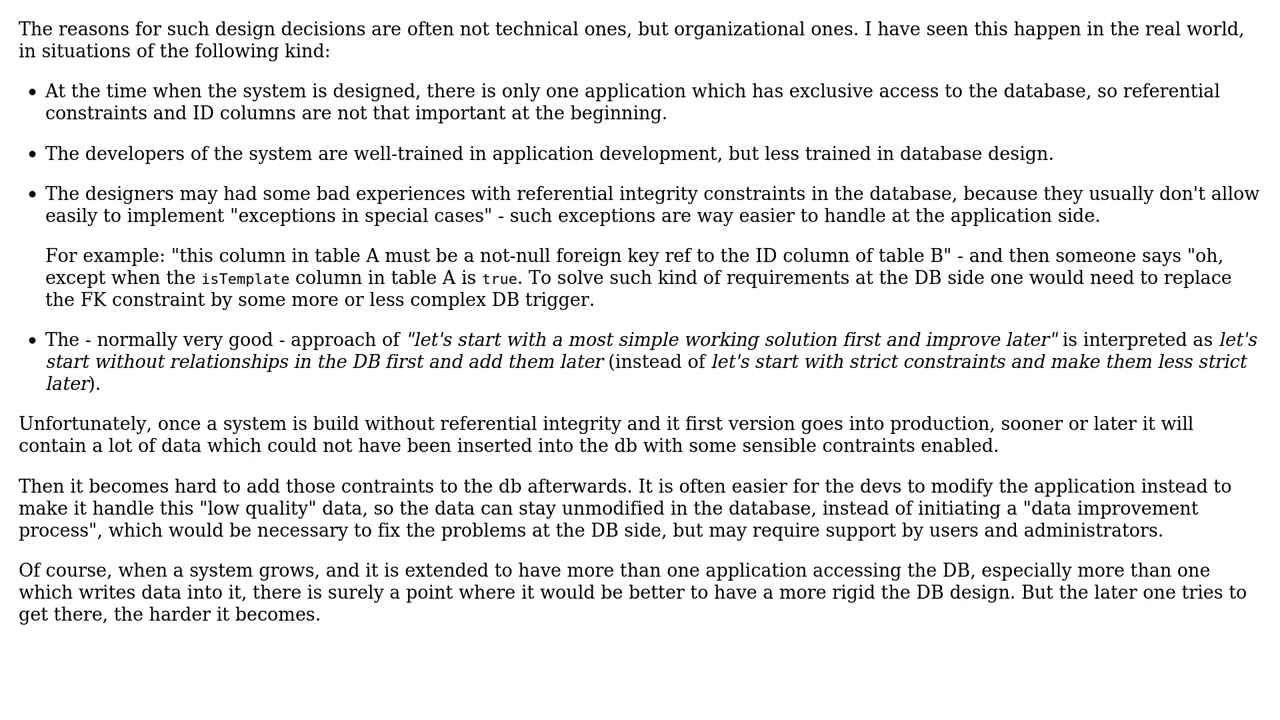 The reasons for such design decisions are often not technical ones, but organizational ones. I have seen this happen in the real world,
in situations of the following kind:
• At the time when the system is designed, there is only one application which has exclusive access to the database, so referential
constraints and ID columns are not that important at the beginning.
• The developers of the system are well-trained in application development, but less trained in database design.
• The designers may had some bad experiences with referential integrity constraints in the database, because they usually don't allow
easily to implement "exceptions in special cases" - such exceptions are way easier to handle at the application side.
For example: "this column in table A must be a not-null foreign key ref to the ID column of table B" - and then someone says "oh,
except when the isTemplate column in table A is true. To solve such kind of requirements at the DB side one would need to replace
the FK constraint by some more or less complex DB trigger.
• The - normally very good - approach of "let's start with a most simple working solution first and improve later" is interpreted as let's
start without relationships in the DB first and add them later (instead of let's start with strict constraints and make them less strict
later).
Unfortunately, once a system is build without referential integrity and it first version goes into production, sooner or later it will
contain a lot of data which could not have been inserted into the db with some sensible contraints enabled.
Then it becomes hard to add those contraints to the db afterwards. It is often easier for the devs to modify the application instead to
make it handle this "low quality" data, so the data can stay unmodified in the database, instead of initiating a "data improvement
process", which would be necessary to fix the problems at the DB side, but may require support by users and administrators.
Of course, when a system grows, and it is extended to have more than one application accessing the DB, especially more than one
which writes data into it, there is surely a point where it would be better to have a more rigid the DB design. But the later one tries to
get there, the harder it becomes.